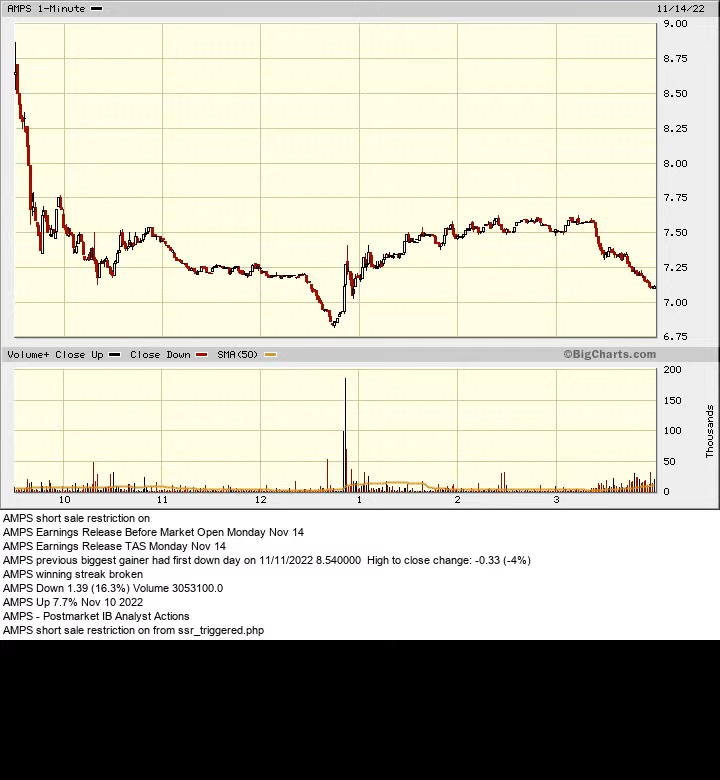 AMPS 1-Minute 11/14/22
9.00
8.75
8.50
8.25
8.00
7.75
7.50
7.25
7.00
6.75
Volume+ Close Up Close Down SMA(50) ©BigCharts.com
200
150
100
50
0
Thousands
10 11 12 1 2 3
AMPS short sale restriction on
AMPS Earnings Release Before Market Open Monday Nov 14
AMPS Earnings Release TAS Monday Nov 14
AMPS previous biggest gainer had first down day on 11/11/2022 8.540000 High to close change: -0.33 (-4%)
AMPS winning streak broken
AMPS Down 1.39 (16.3%) Volume 3053100.0
AMPS Up 7.7% Nov 10 2022
AMPS - Postmarket IB Analyst Actions
AMPS short sale restriction on from ssr_triggered.php